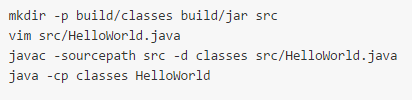 mkdir -p build/classes build/jar src
vim src/HelloWorld.java
javac -sourcepath src -d classes src/HelloWorld.java
java -cp classes HelloWorld